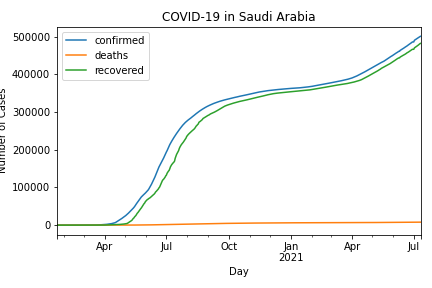 COVID-19 in Saudi Arabia
confirmed
deaths
recovered
500000
400000
300000
200000
100000
0
Number of Cases
Apr
Jul
Oct
Jan
2021
Apr
Jul
Day